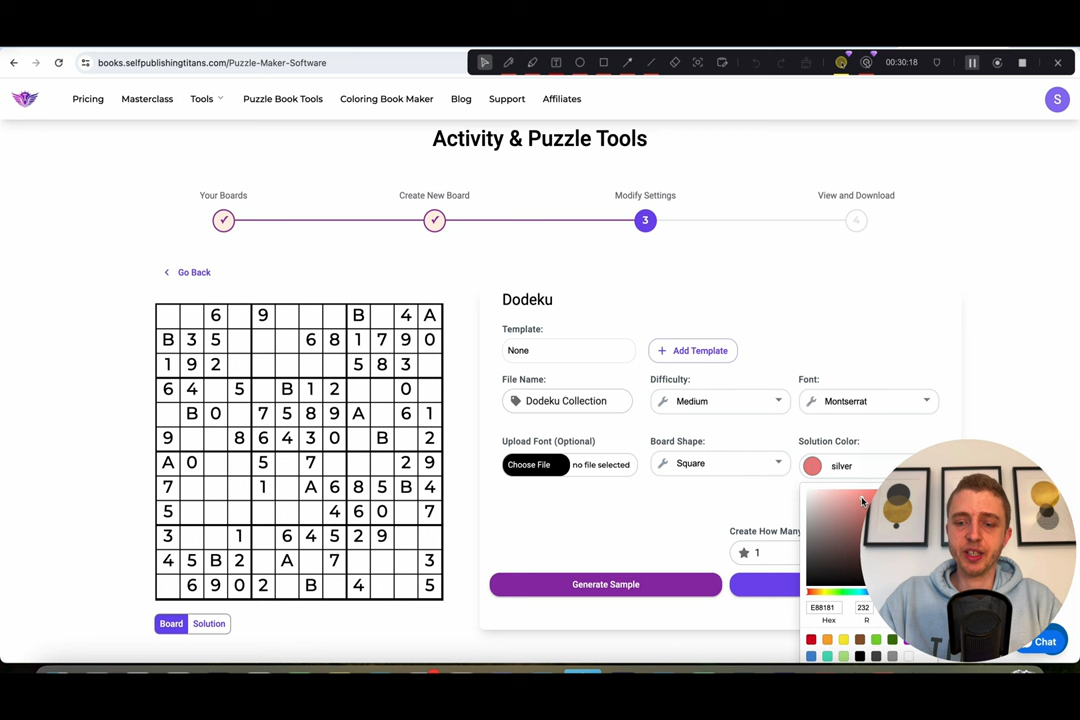 books.selfpublishingtitans.com/Puzzle-Maker-Software
00:30:18
Pricing Masterclass Tools Puzzle Book Tools Coloring Book Maker Blog Support Affiliates S
Activity & Puzzle Tools
Your Boards Create New Board Modify Settings View and Download
3 4
Go Back
Dodeku
6 9 B 4 A
B 3 5 6 8 1 7 9 0
1 9 2 5 8 3
6 4 5 B 1 2 0
B 0 7 5 8 9 A 6 1
9 8 6 4 3 0 B 2
A 0 5 7 2 9
7 1 A 6 8 5 B 4
5 4 6 0 7
3 1 6 4 5 2 9
4 5 B 2 A 7 3
6 9 0 2 B 4 5
Board Solution
Template:
None + Add Template
File Name: Difficulty: Font:
Dodeku Collection Medium Montserrat
Upload Font (Optional) Board Shape: Solution Color:
Choose File no file selected Square silver
Create How Many
1
Generate Sample
E88181 232
Hex R
Chat